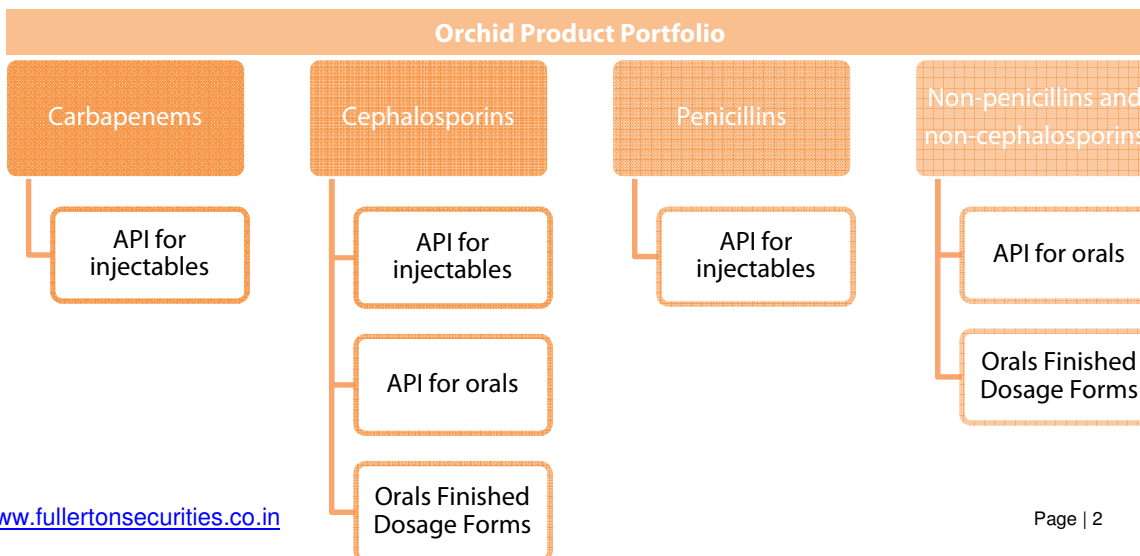 Orchid Product Portfolio
Carbapenems
API for
injectables
Cephalosporins
API for
injectables
API for orals
Orals Finished
Dosage Forms
Penicillins
API for
injectables
Non-penicillins and
non-cephalosporins
API for orals
Orals Finished
Dosage Forms
ww.fullertonsecurities.co.in
Page | 2